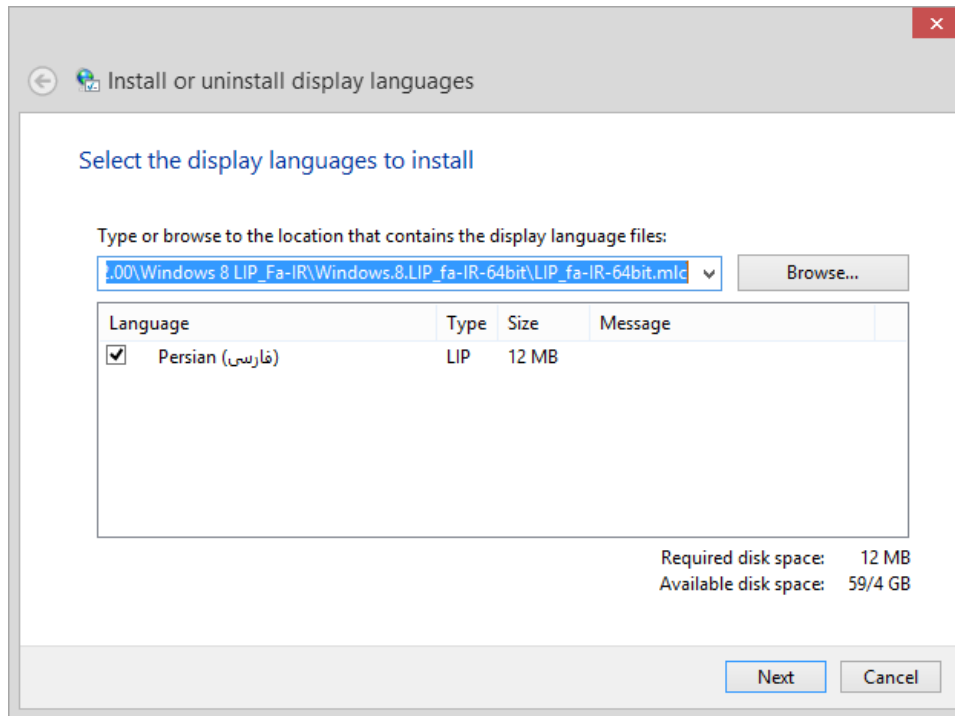 Install or uninstall display languages
Select the display languages to install
Type or browse to the location that contains the display language files:
2.00\Windows 8 LIP_Fa-IR\Windows.8.LIP_fa-IR-64bit\LIP_fa-IR-64bit.mlc Browse...
Language Type Size Message
Persian (فارسی) LIP 12 MB
Required disk space: 12 MB
Available disk space: 59/4 GB
Next Cancel